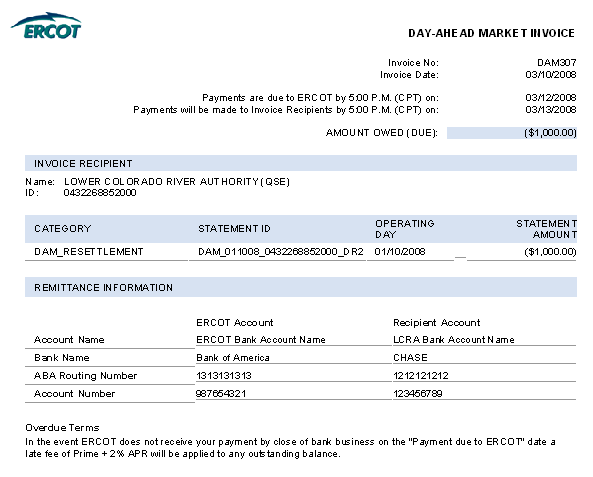 ERCOT
DAY-AHEAD MARKET INVOICE
Invoice No: DAM307
Invoice Date: 03/10/2008
Payments are due to ERCOT by 5:00 P.M. (CPT) on: 03/12/2008
Payments will be made to Invoice Recipients by 5:00 P.M. (CPT) on: 03/13/2008
AMOUNT OWED (DUE): ($1,000.00)
INVOICE RECIPIENT
Name: LOWER COLORADO RIVER AUTHORITY (QSE)
ID: 0432268852000
CATEGORY STATEMENT ID OPERATING DAY STATEMENT AMOUNT
DAM_RESETTLEMENT DAM_011008_0432268852000_DR2 01/10/2008 ($1,000.00)
REMITTANCE INFORMATION
ERCOT Account Recipient Account
Account Name ERCOT Bank Account Name LCRA Bank Account Name
Bank Name Bank of America CHASE
ABA Routing Number 1313131313 1212121212
Account Number 987654321 123456789
Overdue Terms
In the event ERCOT does not receive your payment by close of bank business on the "Payment due to ERCOT" date a
late fee of Prime + 2% APR will be applied to any outstanding balance.